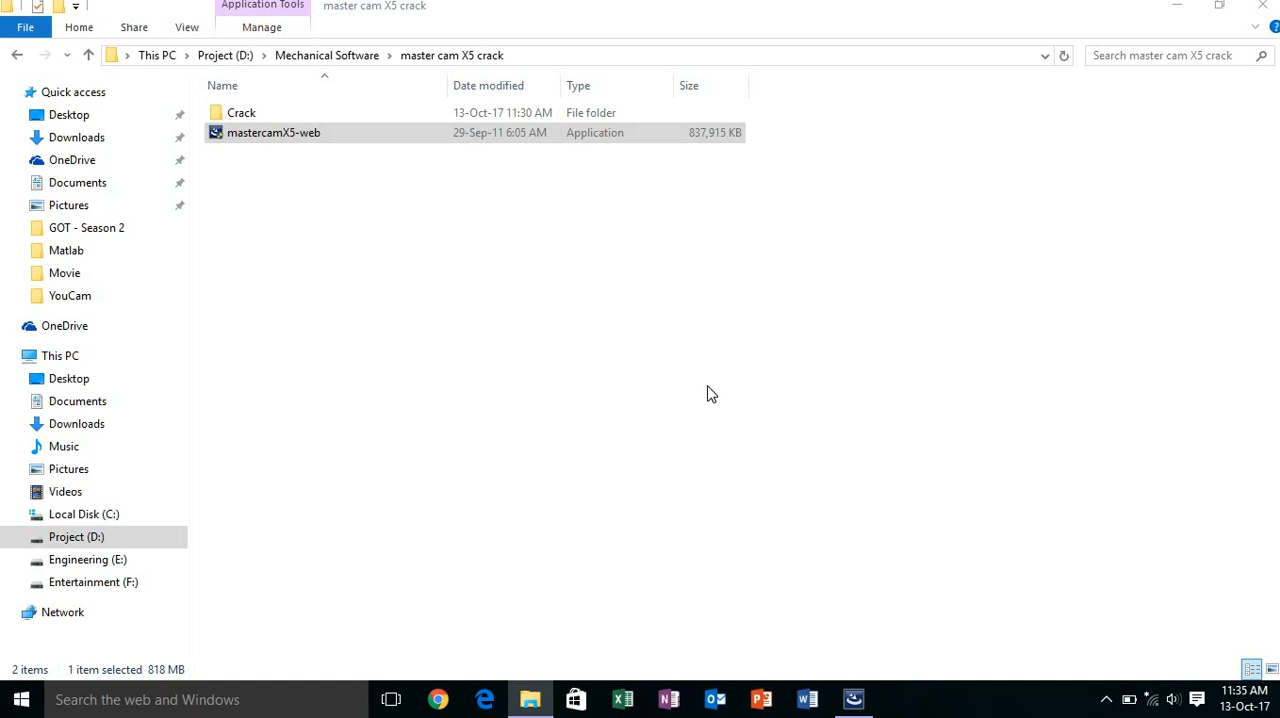 Application Tools master cam X5 crack
File Home Share View Manage
This PC Project (D:) Mechanical Software master cam X5 crack Search master cam X5 crack
Name Date modified Type Size
Crack 13-Oct-17 11:30 AM File folder
mastercamX5-web 29-Sep-11 6:05 AM Application 837,915 KB
Quick access
Desktop
Downloads
OneDrive
Documents
Pictures
GOT - Season 2
Matlab
Movie
YouCam
OneDrive
This PC
Desktop
Documents
Downloads
Music
Pictures
Videos
Local Disk (C:)
Project (D:)
Engineering (E:)
Entertainment (F:)
Network
2 items 1 item selected 818 MB
Search the web and Windows
11:35 AM
13-Oct-17